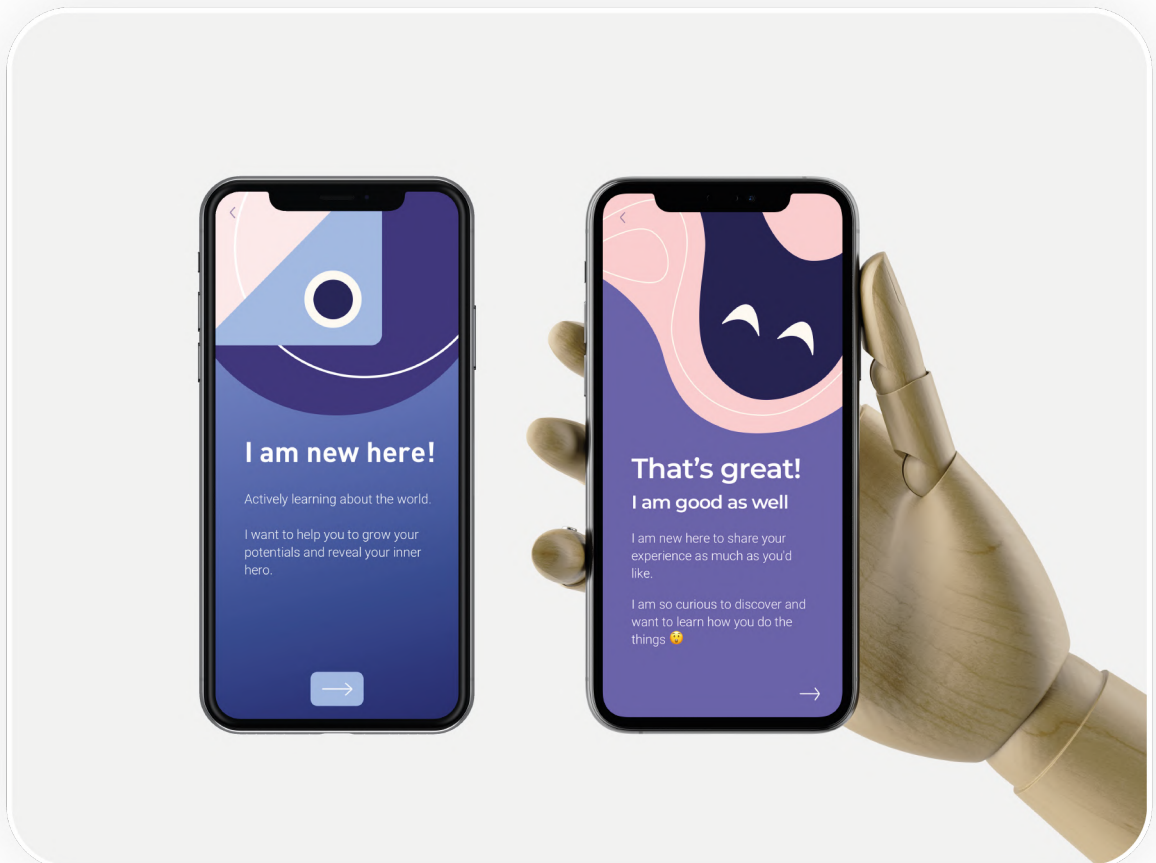 I am new here!
Actively learning about the world.
I want to help you to grow your
potentials and reveal your inner
hero.
That's great!
I am good as well
I am new here to share your
experience as much as you'd
like.
I am so curious to discover and
want to learn how you do the
things 😲